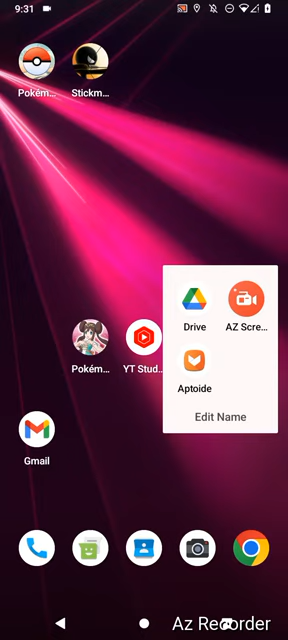 9:31
Pokém...
Stickm...
Drive
AZ Scre...
Pokém...
YT Stud...
Aptoide
Edit Name
Gmail
Az Recorder